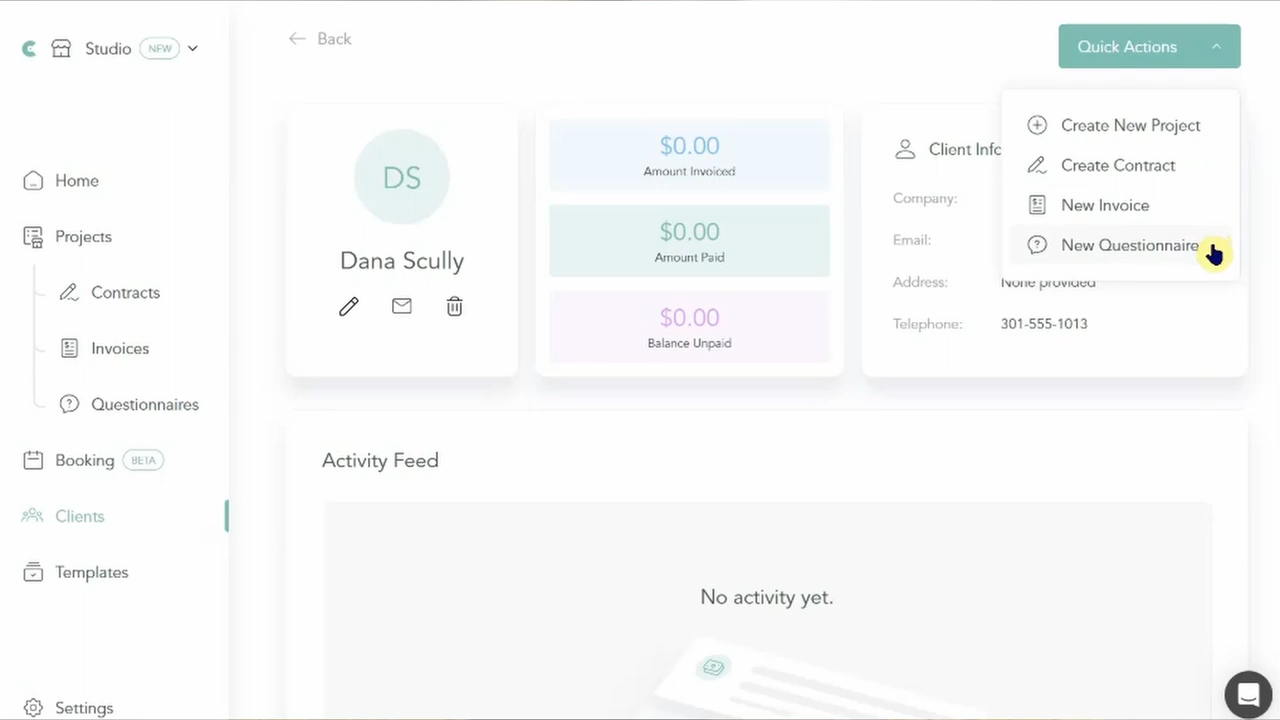 Studio NEW
Home
Projects
Contracts
Invoices
Questionnaires
Booking BETA
Clients
Templates
Settings
Back
Quick Actions
Create New Project
Create Contract
New Invoice
New Questionnaire
DS
Dana Scully
$0.00
Amount Invoiced
$0.00
Amount Paid
$0.00
Balance Unpaid
Client Info
Company:
Email:
Address: None provided
Telephone: 301-555-1013
Activity Feed
No activity yet.